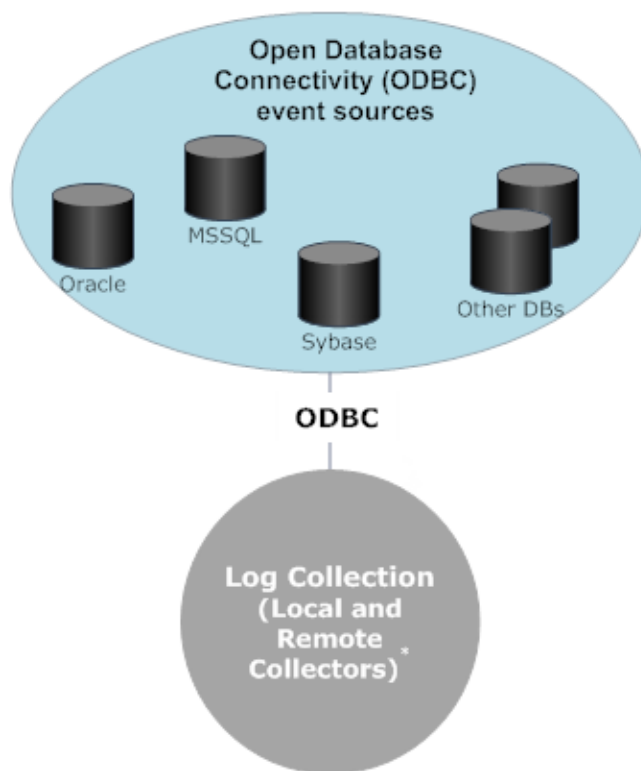 Open Database
Connectivity (ODBC)
event sources
MSSQL
Oracle
Other DBs
Sybase
ODBC
Log Collection
(Local and
Remote
Collectors)*